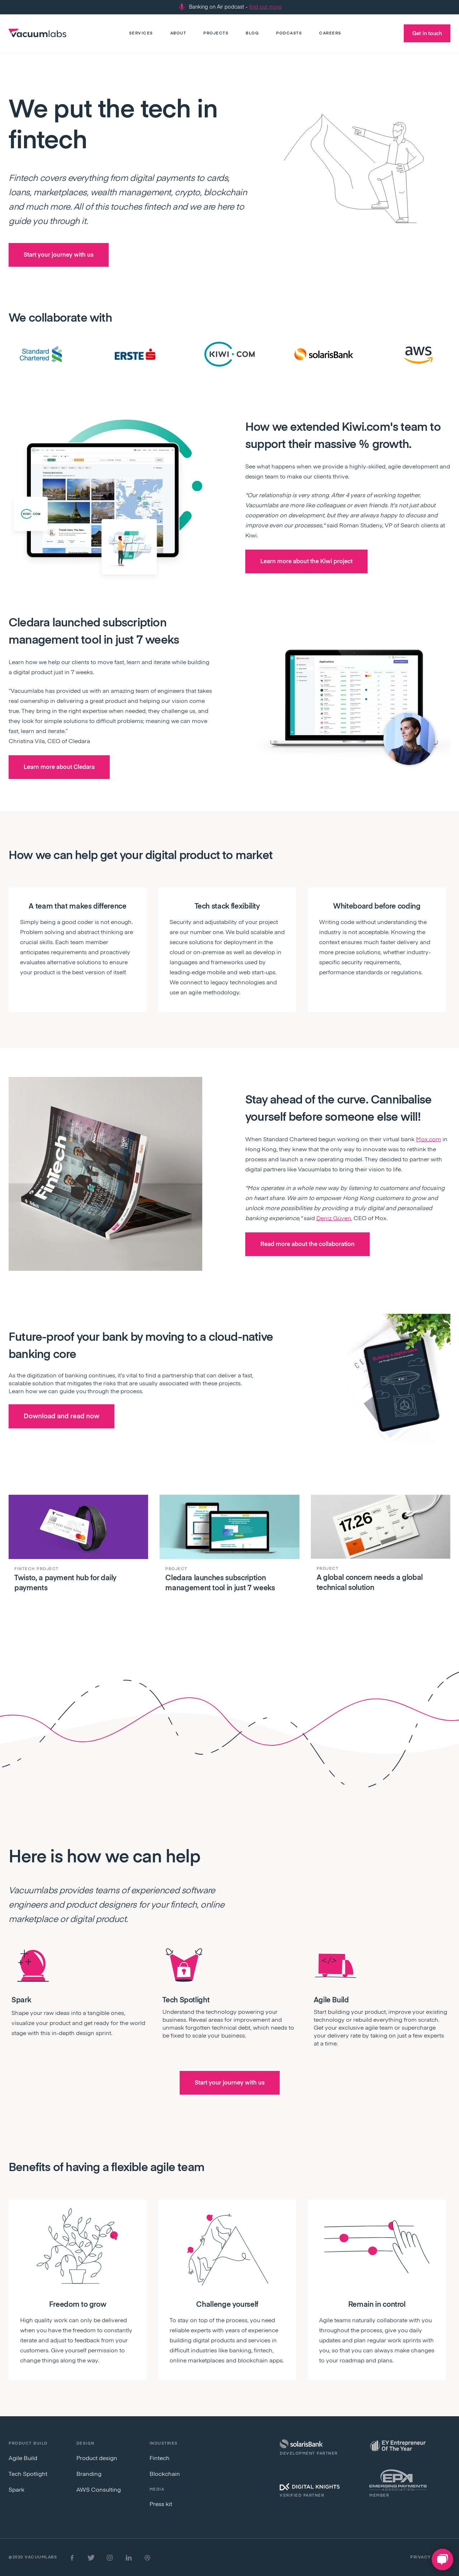 Banking on Air podcast - find out more
vacuumlabs
SERVICES
ABOUT
PROJECTS
BLOG
PODCASTS
CAREERS
Get in touch
We put the tech in
fintech
Fintech covers everything from digital payments to cards,
loans, marketplaces, wealth management, crypto, blockchain
and much more. All of this touches fintech and we are here to
guide you through it.
Start your journey with us
We collaborate with
Standard
Chartered
ERSTE
KIWI.COM
solarisBank
aws
How we extended Kiwi.com's team to
support their massive % growth.
See what happens when we provide a highly-skilled, agile development and
design team to make our clients thrive.
"Our relationship is very strong. After 4 years of working together,
Vacuumlabs are more like colleagues or even friends. It's not just about
cooperation on development, but they are always happy to discuss and
improve even our processes," said Roman Studeny, VP of Search clients at
Kiwi.
Learn more about the Kiwi project
KIWI.COM
Cledara launched subscription
management tool in just 7 weeks
Learn how we help our clients to move fast, learn and iterate while building
a digital product just in 7 weeks.
"Vacuumlabs has provided us with an amazing team of engineers that takes
real ownership in delivering a great product and helping our vision come
true. They bring in the right expertise when something needs unblocking,
they're upfront and honest when there's something difficult or unclear, and
they look for simple solutions to difficult problems; meaning we can move
fast, learn and iterate."
Christina Vila, CEO of Cledara
Learn more about Cledara
How we can help get your digital product to market
A team that makes difference
Simply being a good coder is not enough.
Problem solving and abstract thinking are
crucial skills. Each team member
anticipates requirements and proactively
evaluates alternative solutions to ensure
your product is the best version of itself.
Tech stack flexibility
Security and adjustability of your project
are our number one. We build scalable and
secure solutions for deployment in the
cloud or on-premise as well as develop in
languages and frameworks used by
leading-edge mobile and web start-ups.
We connect to legacy technologies and
use an agile methodology.
Whiteboard before coding
Writing code without understanding the
industry is not acceptable. Knowing the
context ensures much faster delivery and
more precise solutions, whether industry-
specific security requirements,
performance standards or regulations.
FinTech
Stay ahead of the curve. Cannibalise
yourself before someone else will!
When Standard Chartered begun working on their virtual bank Mox.com in
Hong Kong, they knew that the only way to innovate was to rethink the
process and launch a new operating model. They decided to partner with
digital partners like Vacuumlabs to bring their vision to life.
"Mox operates in a whole new way by listening to customers and focusing
on heart share. We aim to empower Hong Kong customers to grow and
unlock more possibilities by providing a truly digital and personalised
banking experience." said Deniz Güven, CEO of Mox.
Read more about the collaboration
Future-proof your bank by moving to a cloud-native
banking core
As the digitization of banking continues, it's vital to find a partnership that can deliver a fast,
scalable solution that mitigates the risks that are usually associated with these projects.
Learn how we can guide you through the process.
Download and read now
FINTECH PROJECT
Twisto, a payment hub for daily
payments
PROJECT
Cledara launches subscription
management tool in just 7 weeks
17.26
PROJECT
A global concern needs a global
technical solution
Here is how we can help
Vacuumlabs provides teams of experienced software
engineers and product designers for your fintech, online
marketplace or digital product.
Spark
Shape your raw ideas into a tangible ones,
visualize your product and get ready for the world
stage with this in-depth design sprint.
Tech Spotlight
Understand the technology powering your
business. Reveal areas for improvement and
unmask forgotten technical debt, which needs to
be fixed to scale your business.
</>
Agile Build
Start building your product, improve your existing
technology or rebuild everything from scratch.
Get your exclusive agile team or supercharge
your delivery rate by taking on just a few experts
at a time.
Start your journey with us
Benefits of having a flexible agile team
Freedom to grow
High quality work can only be delivered
when you have the freedom to constantly
iterate and adjust to feedback from your
customers. Give yourself permission to
change things along the way.
Challenge yourself
To stay on top of the process, you need
reliable experts with years of experience
building digital products and services in
difficult industries like banking, fintech,
online marketplaces and blockchain apps.
Remain in control
Agile teams naturally collaborate with you
throughout the process, give you daily
updates and plan regular work sprints with
you, so that you can always make changes
to your roadmap and plans.
PRODUCT BUILD
Agile Build
Tech Spotlight
Spark
DESIGN
Product design
Branding
AWS Consulting
INDUSTRIES
Fintech
Blockchain
MEDIA
Press kit
solarisBank
DEVELOPMENT PARTNER
EY Entrepreneur
Of The Year
DIGITAL KNIGHTS
VERIFIED PARTNER
EPA
EMERGING PAYMENTS
ASSOCIATION
MEMBER
©2020 VACUUMLABS
PRIVACY